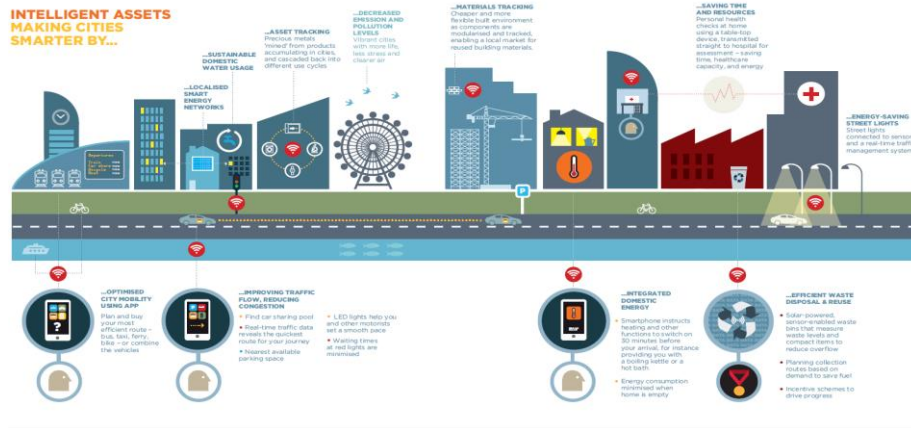 INTELLIGENT ASSETS
MAKING CITIES
SMARTER BY...
...SUSTAINABLE
DOMESTIC
WATER USAGE
...LOCALISED
SMART
ENERGY
NETWORKS
...ASSET TRACKING
Precious metals
'mined' from products
accumulating in cities,
and cascaded back into
different use cycles
...DECREASED
EMISSION AND
POLLUTION
LEVELS
Vibrant cities
with more life,
less stress and
cleaner air
...MATERIALS TRACKING
Cheaper and more
flexible built environment
as components are
modularised and tracked,
enabling a local market for
reused building materials.
...SAVING TIME
AND RESOURCES
Personal health
checks at home
using a table-top
device, transmitted
straight to hospital for
assessment – saving
time, healthcare
capacity, and energy
...ENERGY-SAVING
STREET LIGHTS
Street lights
connected to sensor
and a real-time traffi
management system
P
...OPTIMISED
CITY MOBILITY
USING APP
Plan and buy
your most
efficient route –
bus, taxi, ferry,
bike – or combine
the vehicles
?
...IMPROVING TRAFFIC
FLOW, REDUCING
CONGESTION
• Find car sharing pool
• Real-time traffic data
reveals the quickest
route for your journey
• Nearest available
parking space
• LED lights help you
and other motorists
set a smooth pace
• Waiting times
at red lights are
minimised
...INTEGRATED
DOMESTIC
ENERGY
• Smartphone instructs
heating and other
functions to switch on
30 minutes before
your arrival, for instance
providing you with
a boiling kettle or a
hot bath
• Energy consumption
minimised when
home is empty
...EFFICIENT WASTE
DISPOSAL & REUSE
• Solar-powered,
sensor-enabled waste
bins that measure
waste levels and
compact items to
reduce overflow
• Planning collection
routes based on
demand to save fuel
• Incentive schemes to
drive progress